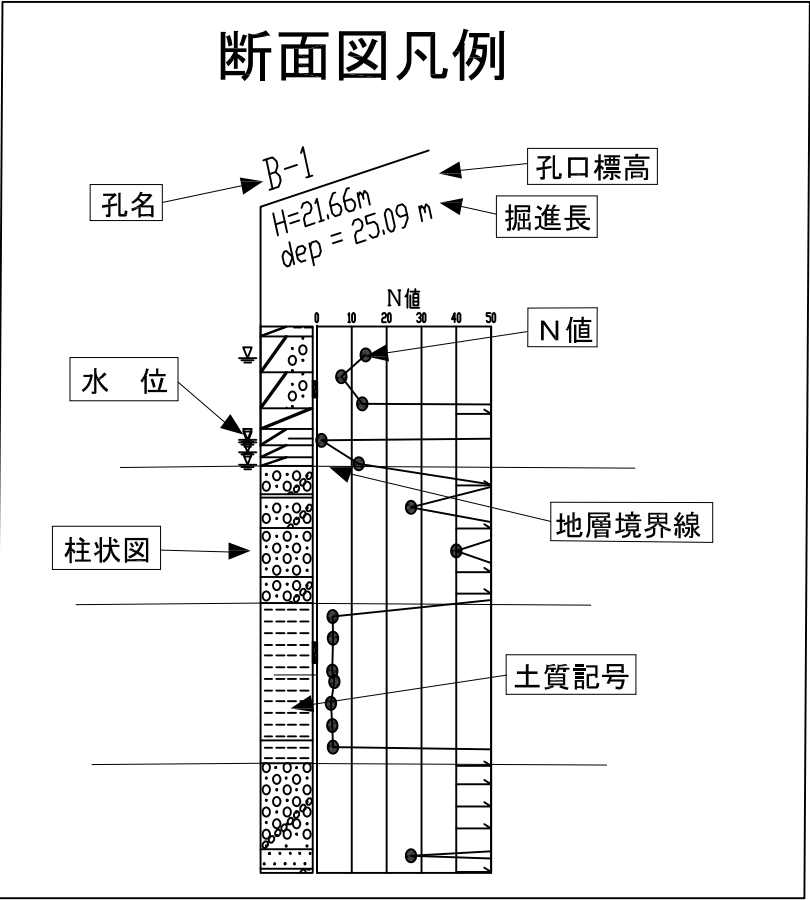 断面図凡例
B-1
孔口標高
孔名
H=21.66m
掘進長
dep = 25.09 m
N値
0 10 20 30 40 50
N値
水 位
地層境界線
柱状図
土質記号